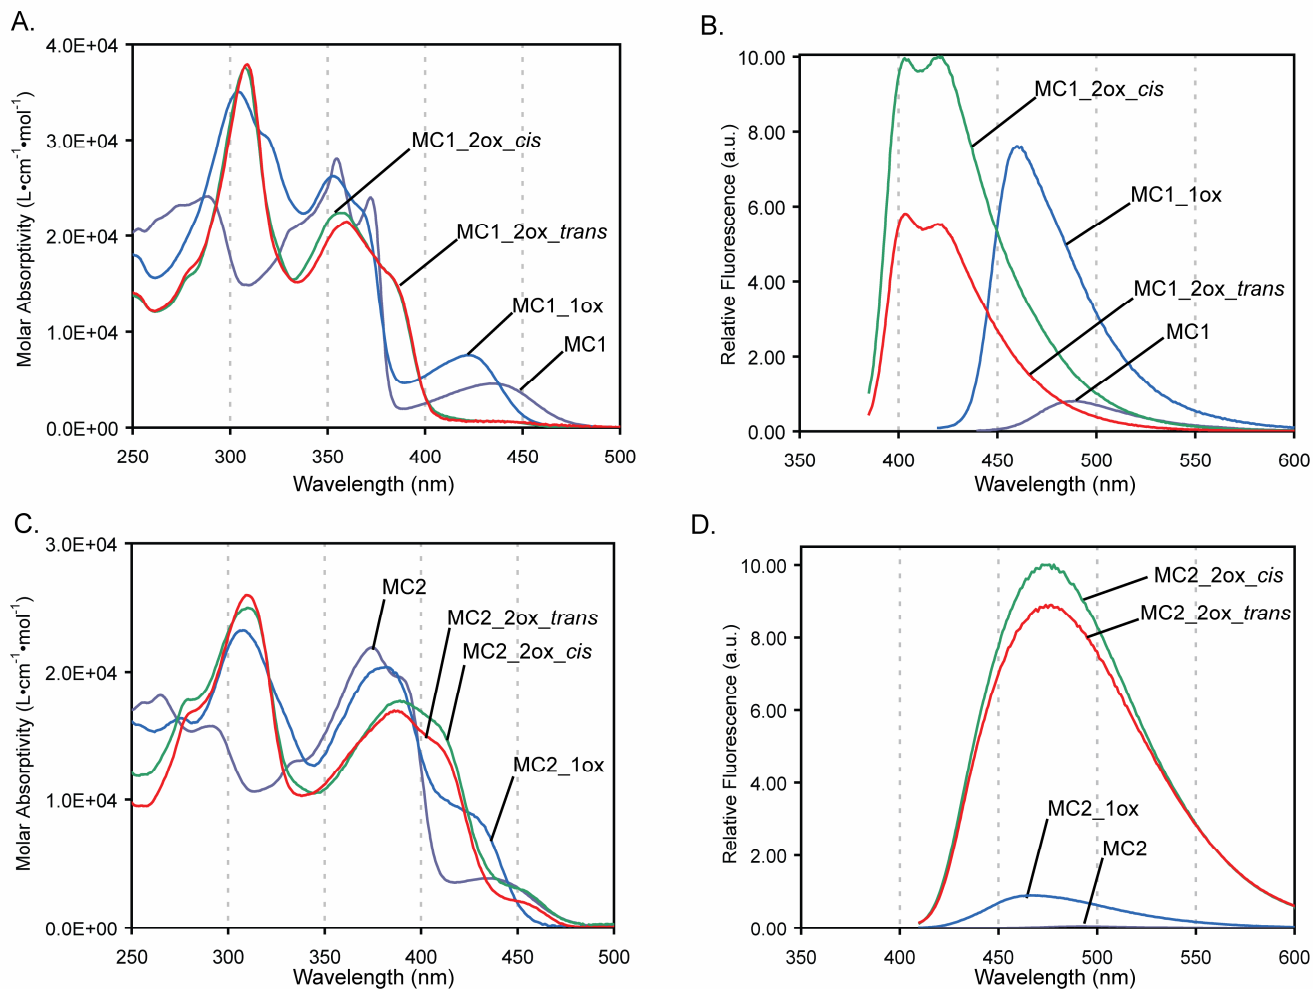 A.
Molar Absorptivity (L•cm⁻¹•mol⁻¹)
4.0E+04
3.0E+04
2.0E+04
1.0E+04
0.0E+00
MC1_2ox_cis
MC1_2ox_trans
MC1_1ox
MC1
250 300 350 400 450 500
Wavelength (nm)
B.
Relative Fluorescence (a.u.)
10.00
8.00
6.00
4.00
2.00
0.00
MC1_2ox_cis
MC1_1ox
MC1_2ox_trans
MC1
350 400 450 500 550 600
Wavelength (nm)
C.
Molar Absorptivity (L•cm⁻¹•mol⁻¹)
3.0E+04
2.0E+04
1.0E+04
0.0E+00
MC2
MC2_2ox_trans
MC2_2ox_cis
MC2_1ox
250 300 350 400 450 500
Wavelength (nm)
D.
Relative Fluorescence (a.u.)
10.00
8.00
6.00
4.00
2.00
0.00
MC2_2ox_cis
MC2_2ox_trans
MC2_1ox
MC2
350 400 450 500 550 600
Wavelength (nm)